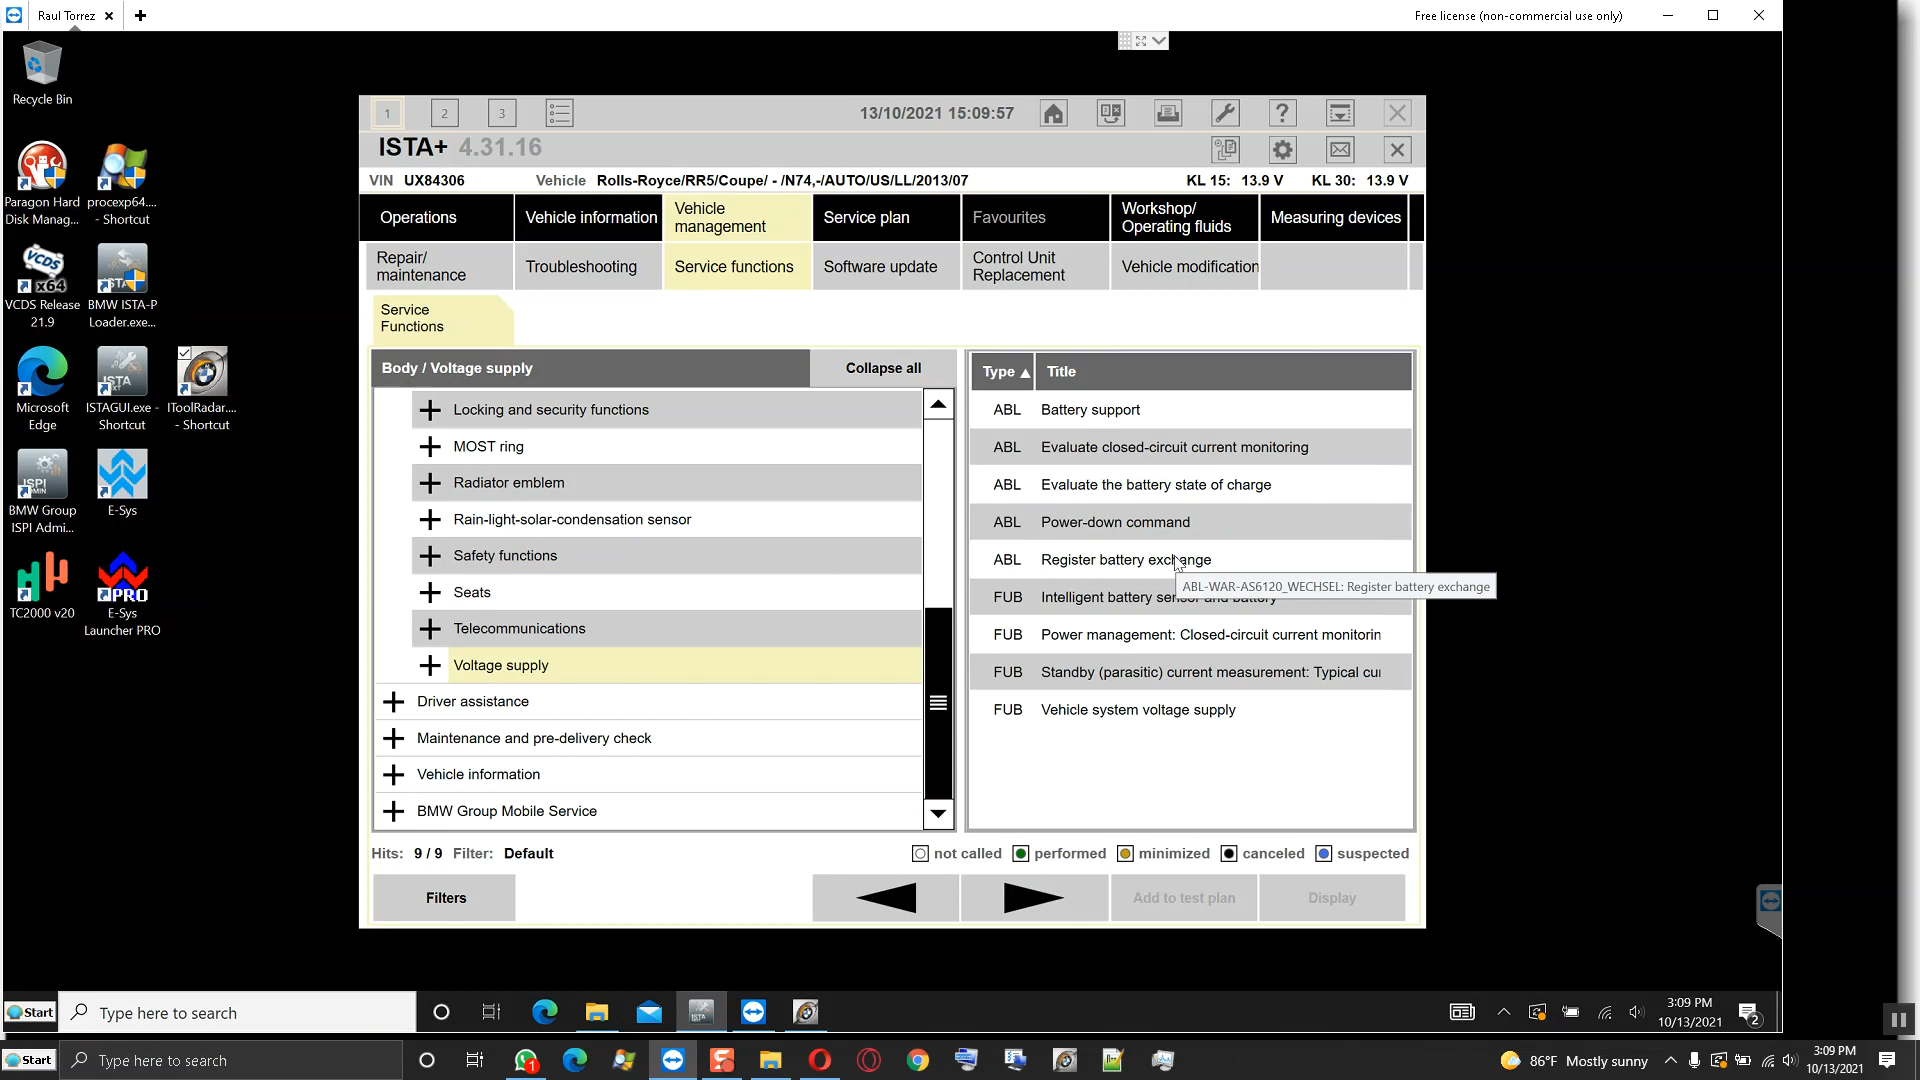 Raul Torrez
Free license (non-commercial use only)
Recycle Bin
Paragon Hard
Disk Manag...
procexp64....
- Shortcut
VCDS
x64
VCDS Release
21.9
BMW ISTA-P
Loader.exe...
Microsoft
Edge
ISTA
ISTAGUI.exe -
Shortcut
IToolRadar....
- Shortcut
ISPI
ADMIN
BMW Group
ISPI Admi...
E-Sys
TC2000 v20
PRO
E-Sys
Launcher PRO
1
2
3
13/10/2021 15:09:57
?
ISTA+ 4.31.16
VIN UX84306
Vehicle Rolls-Royce/RR5/Coupe/ - /N74,-/AUTO/US/LL/2013/07
KL 15: 13.9 V KL 30: 13.9 V
Operations
Vehicle information
Vehicle
management
Service plan
Favourites
Workshop/
Operating fluids
Measuring devices
Repair/
maintenance
Troubleshooting
Service functions
Software update
Control Unit
Replacement
Vehicle modification
Service
Functions
Body / Voltage supply
Collapse all
Locking and security functions
MOST ring
Radiator emblem
Rain-light-solar-condensation sensor
Safety functions
Seats
Telecommunications
Voltage supply
Driver assistance
Maintenance and pre-delivery check
Vehicle information
BMW Group Mobile Service
Type Title
ABL Battery support
ABL Evaluate closed-circuit current monitoring
ABL Evaluate the battery state of charge
ABL Power-down command
ABL Register battery exchange
ABL-WAR-AS6120_WECHSEL: Register battery exchange
FUB Intelligent battery sensor and battery
FUB Power management: Closed-circuit current monitorin
FUB Standby (parasitic) current measurement: Typical cu
FUB Vehicle system voltage supply
Hits: 9 / 9 Filter: Default
not called performed minimized canceled suspected
Filters
Add to test plan
Display
Start
Type here to search
3:09 PM
10/13/2021
2
Start
Type here to search
1
86°F Mostly sunny
3:09 PM
10/13/2021